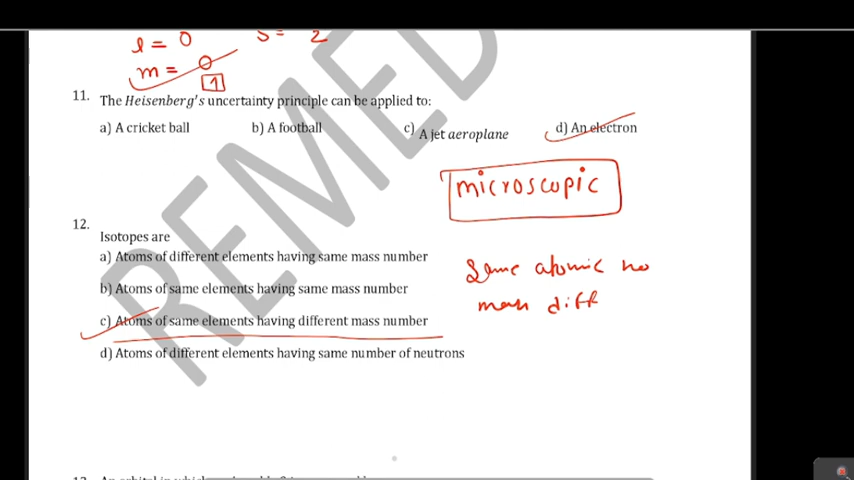 l = 0 s = 2
m = 0
1
11. The Heisenberg's uncertainty principle can be applied to:
a) A cricket ball b) A football c) A jet aeroplane d) An electron
microscopic
12.
Isotopes are
a) Atoms of different elements having same mass number
same atomic no
b) Atoms of same elements having same mass number
mass diff
c) Atoms of same elements having different mass number
d) Atoms of different elements having same number of neutrons
REMED